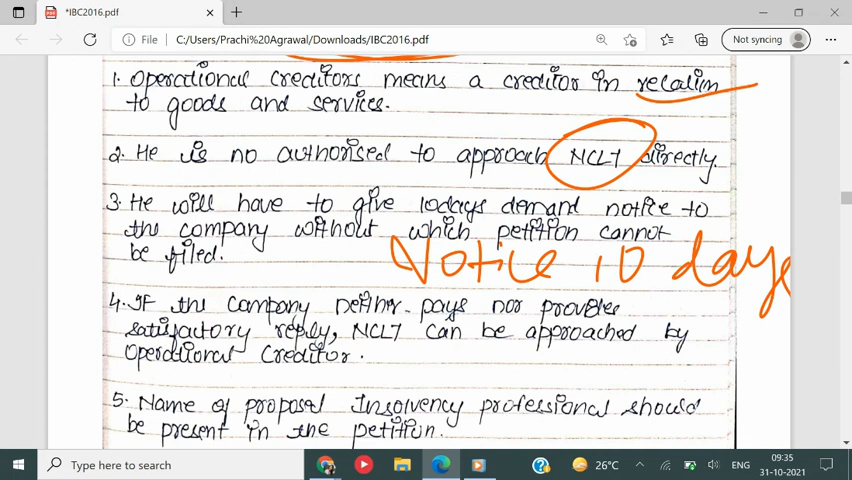 *IBC2016.pdf
File C:/Users/Prachi%20Agrawal/Downloads/IBC2016.pdf Not syncing
1. Operational creditors means a creditor in relation
to goods and services.
2. He is no authorised to approach NCLT directly.
3. He will have to give 10days demand notice to
the company without which petition cannot
be filed.
Notice 10 days
4. If the Company neither pays nor provides
satisfactory reply, NCLT can be approached by
Operational Creditor.
5. Name of proposal Insolvency professional should
be present in the petition.
Type here to search 26°C ENG 09:35
31-10-2021